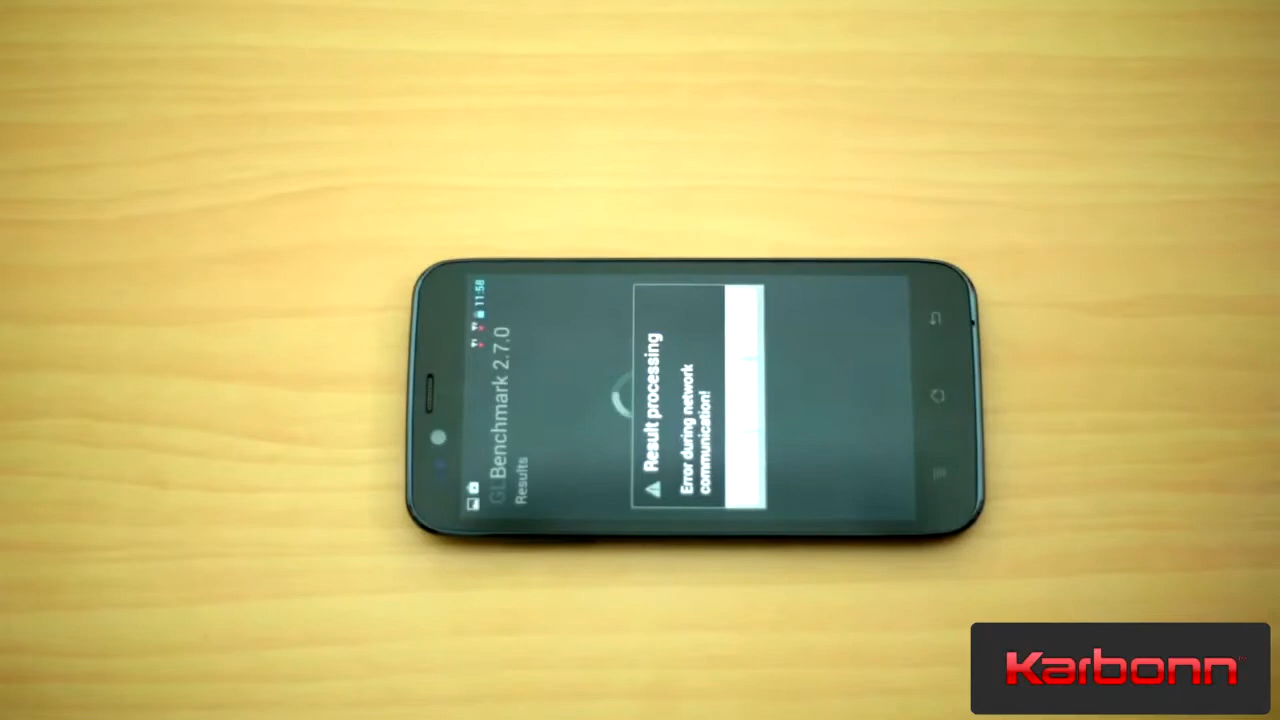 11:58
GLBenchmark 2.7.0
Results
Result processing
Error during network
communication!
Karbonn